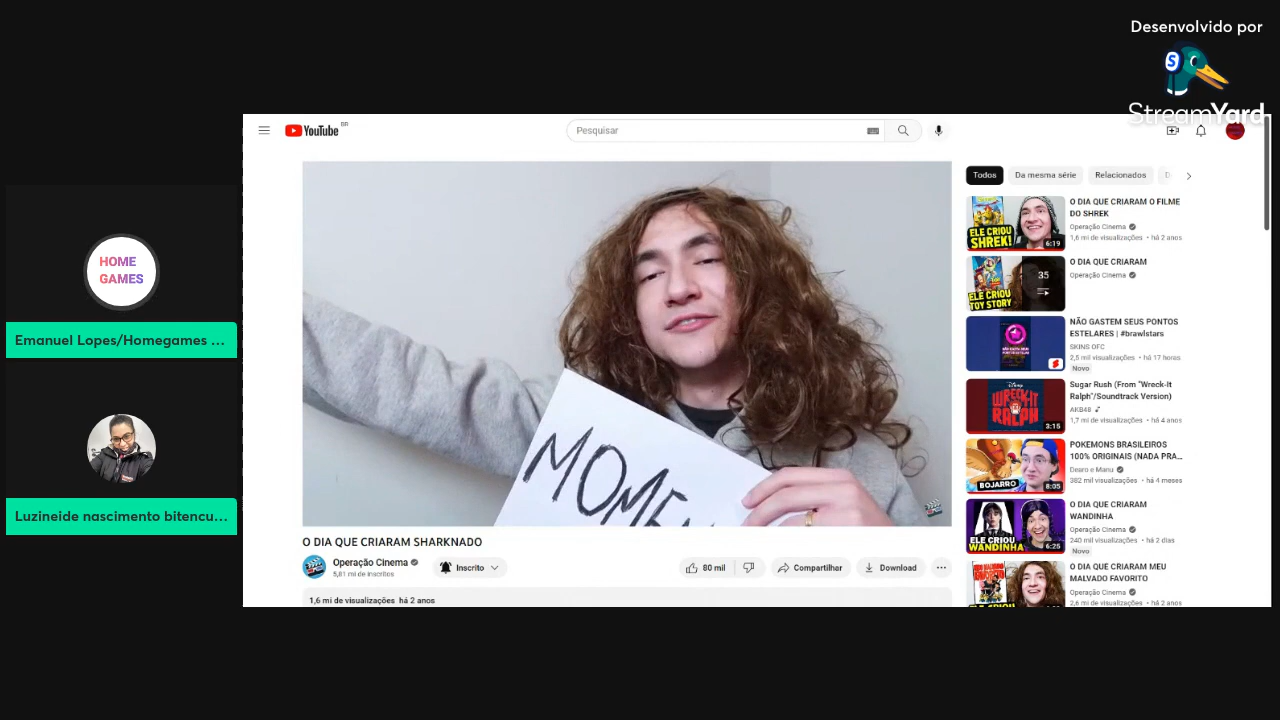 Desenvolvido por
StreamYard
HOME
GAMES
Emanuel Lopes/Homegames ...
Luzineide nascimento bitencu...
YouTube BR
Pesquisar
MOME
O DIA QUE CRIARAM SHARKNADO
Operação Cinema
5,81 mi de inscritos
Inscrito
80 mil
Compartilhar
Download
1,6 mi de visualizações há 2 anos
Todos
Da mesma série
Relacionados
D
ELE CRIOU
SHREK!
6:19
O DIA QUE CRIARAM O FILME
DO SHREK
Operação Cinema
1,6 mi de visualizações • há 2 anos
ELE CRIOU
TOY STORY
35
O DIA QUE CRIARAM
Operação Cinema
NÃO GASTEM SEUS PONTOS
ESTELARES | #brawlstars
SKINS OFC
2,5 mil visualizações • há 17 horas
Novo
Disney
WRECK-IT
RALPH
3:15
Sugar Rush (From "Wreck-It
Ralph"/Soundtrack Version)
AKB48
1,7 mi de visualizações • há 4 anos
BOJARRO
8:05
POKEMONS BRASILEIROS
100% ORIGINAIS (NADA PRA...
Dearo e Manu
382 mil visualizações • há 4 meses
ELE CRIOU
WANDINHA
6:25
O DIA QUE CRIARAM
WANDINHA
Operação Cinema
240 mil visualizações • há 2 dias
Novo
O DIA QUE CRIARAM MEU
MALVADO FAVORITO
Operação Cinema
2,6 mi de visualizações • há 2 anos